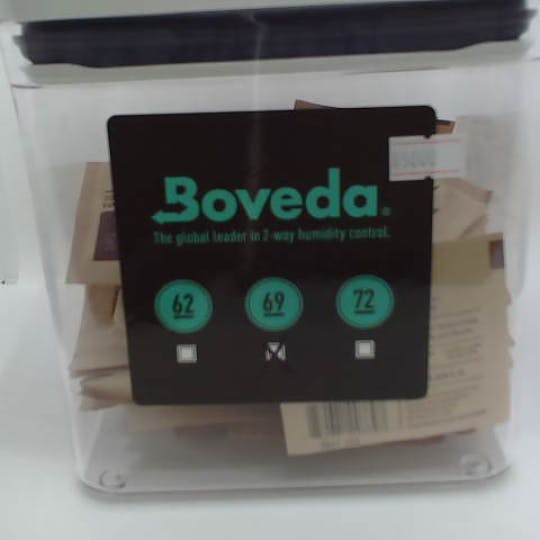 Boveda®
The global leader in 2-way humidity control.
62 69 72